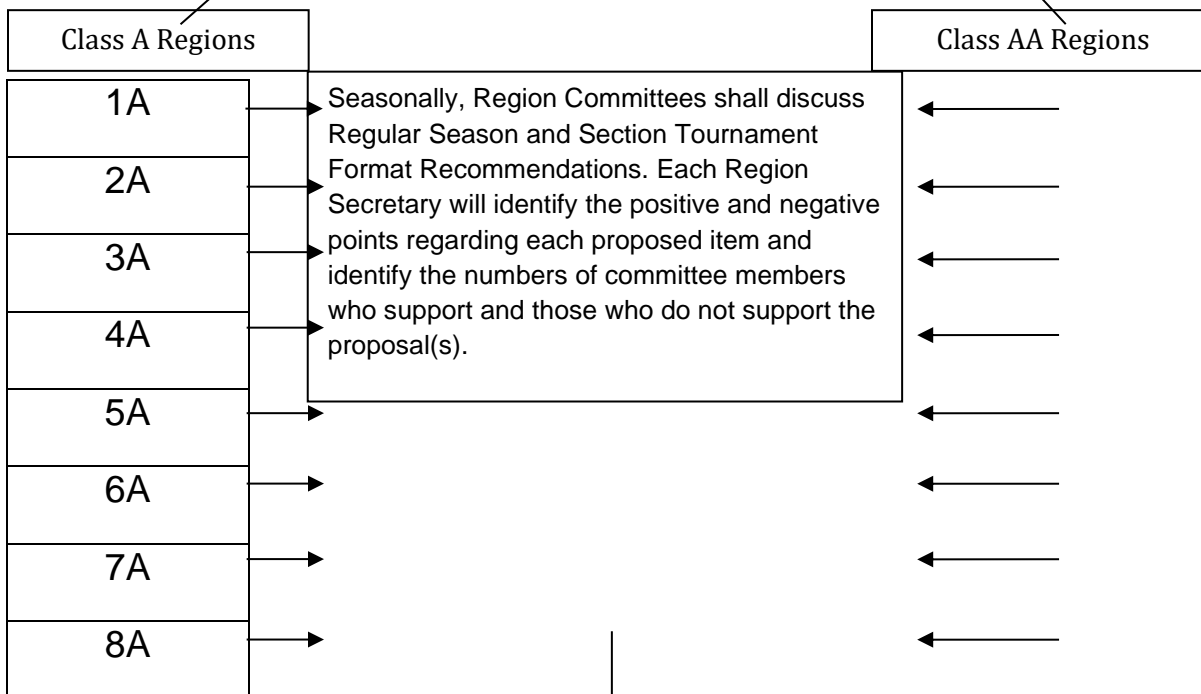 Class A Regions
Class AA Regions
1A
2A
3A
4A
5A
6A
7A
8A
Seasonally, Region Committees shall discuss
Regular Season and Section Tournament
Format Recommendations. Each Region
Secretary will identify the positive and negative
points regarding each proposed item and
identify the numbers of committee members
who support and those who do not support the
proposal(s).